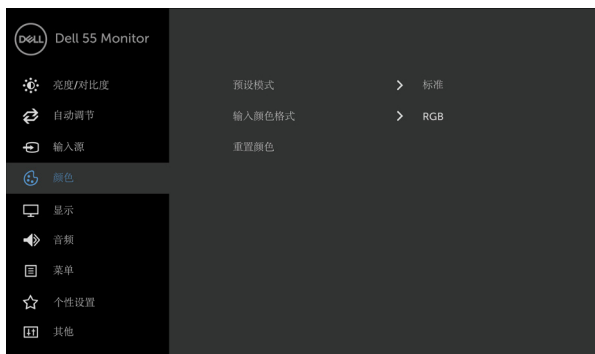 DELL Dell 55 Monitor
亮度/对比度 预设模式 > 标准
自动调节 输入颜色格式 > RGB
输入源 重置颜色
颜色
显示
音频
菜单
个性设置
其他